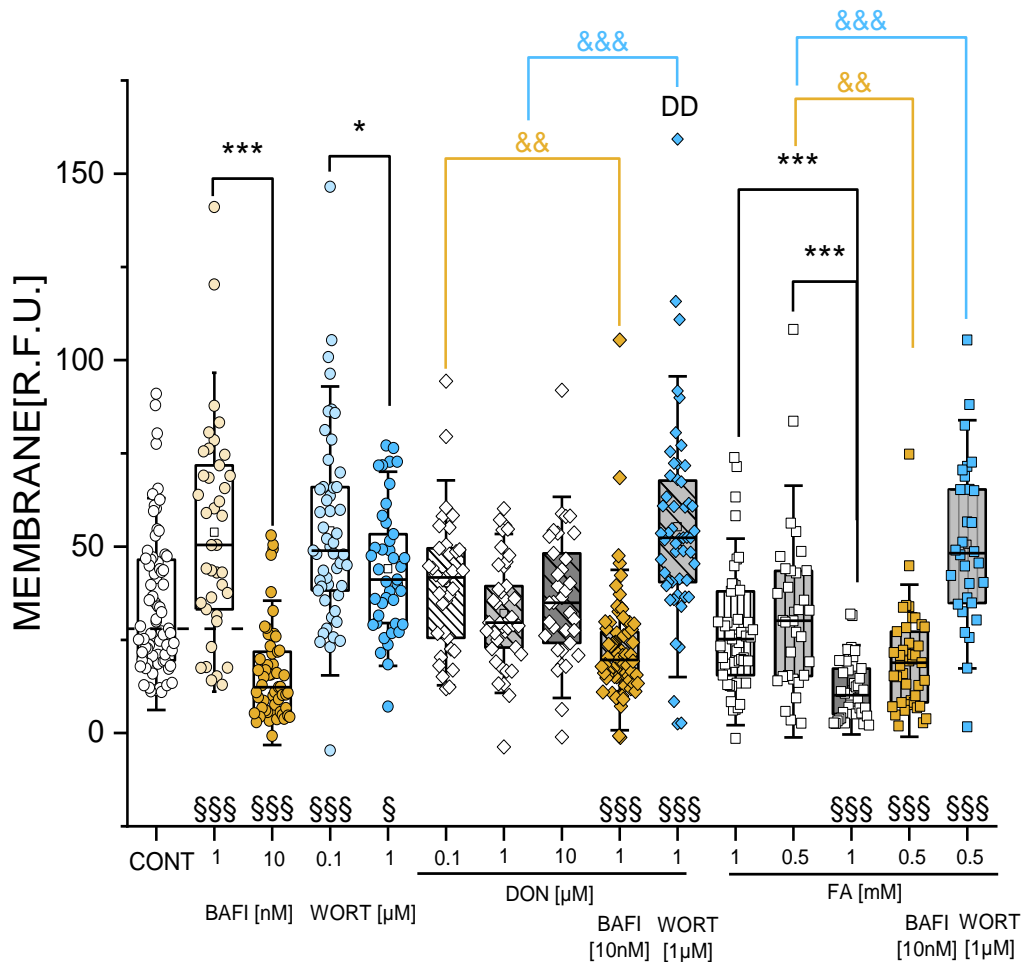 &&& &&&
&& DD
* ***
*** && ***
150
100
50
0
MEMBRANE[R.F.U.]
§§§ §§§ §§§ § §§§ §§§ §§§ §§§ §§§
CONT 1 10 0.1 1 0.1 1 10 1 1 1 0.5 1 0.5 0.5
BAFI [nM] WORT [µM] DON [µM] FA [mM]
BAFI WORT BAFI WORT
[10nM] [1µM] [10nM] [1µM]